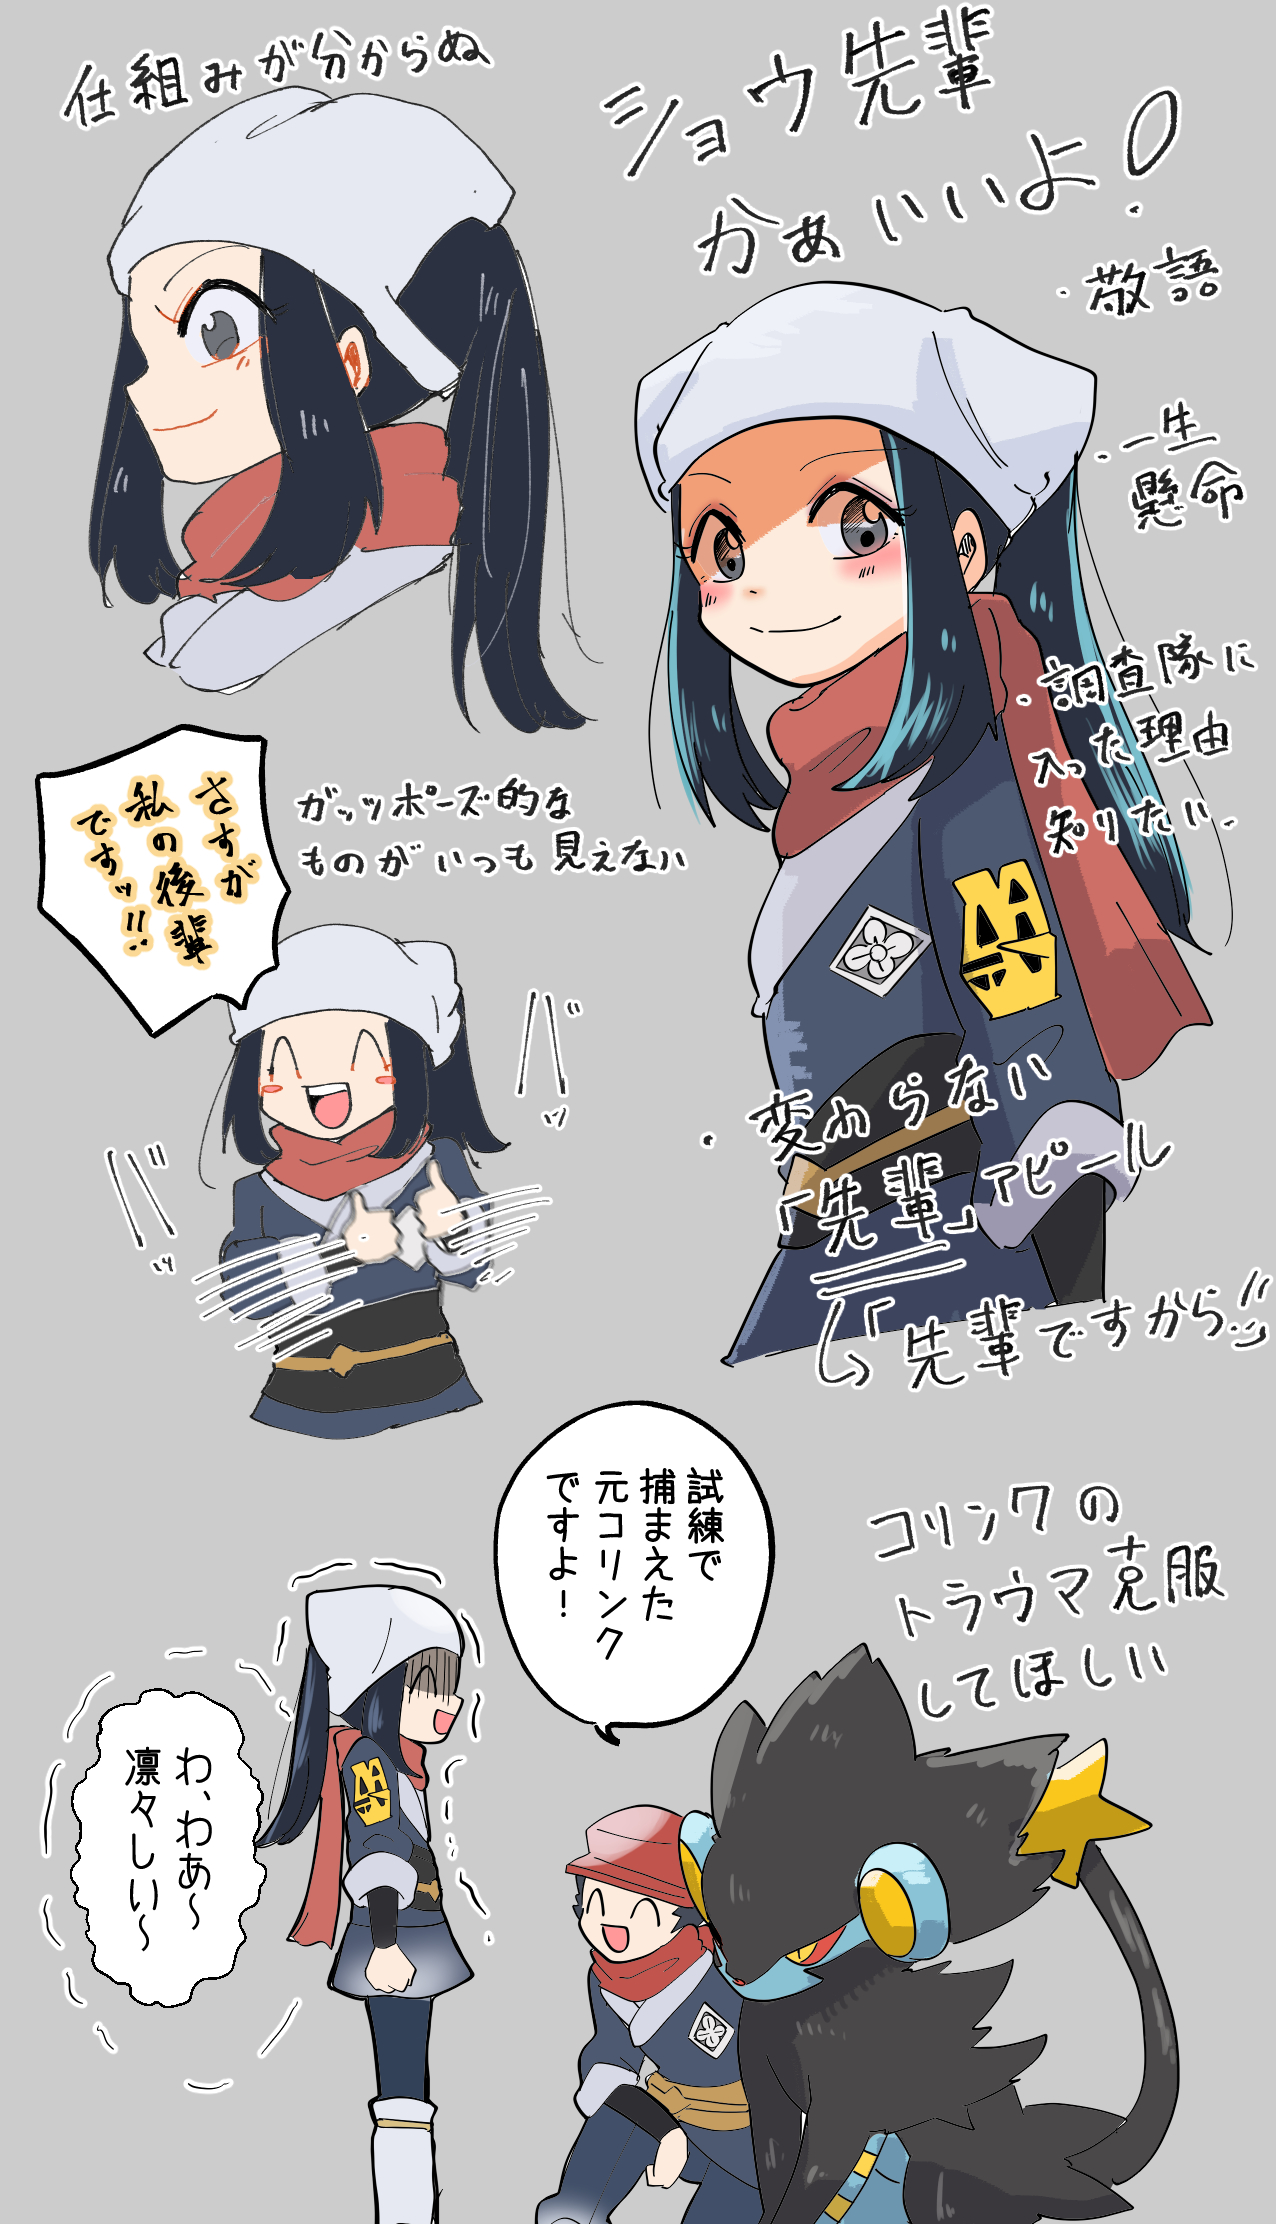 仕組みが分からぬ
ショウ先輩
かぁいいよ!
・敬語
・一生
懸命
・調査隊に
入った理由
知りたい。
さすが
私の後輩
ですッ!!
ガッツポーズ的な
ものがいつも見えない
バッ
バッ
・変わらない
「先輩」アピール
↳「先輩ですから!!」
試練で
捕まえた
元コリンク
ですよ!
コリンクの
トラウマ克服
してほしい
わ、わぁ〜
凛々しい〜